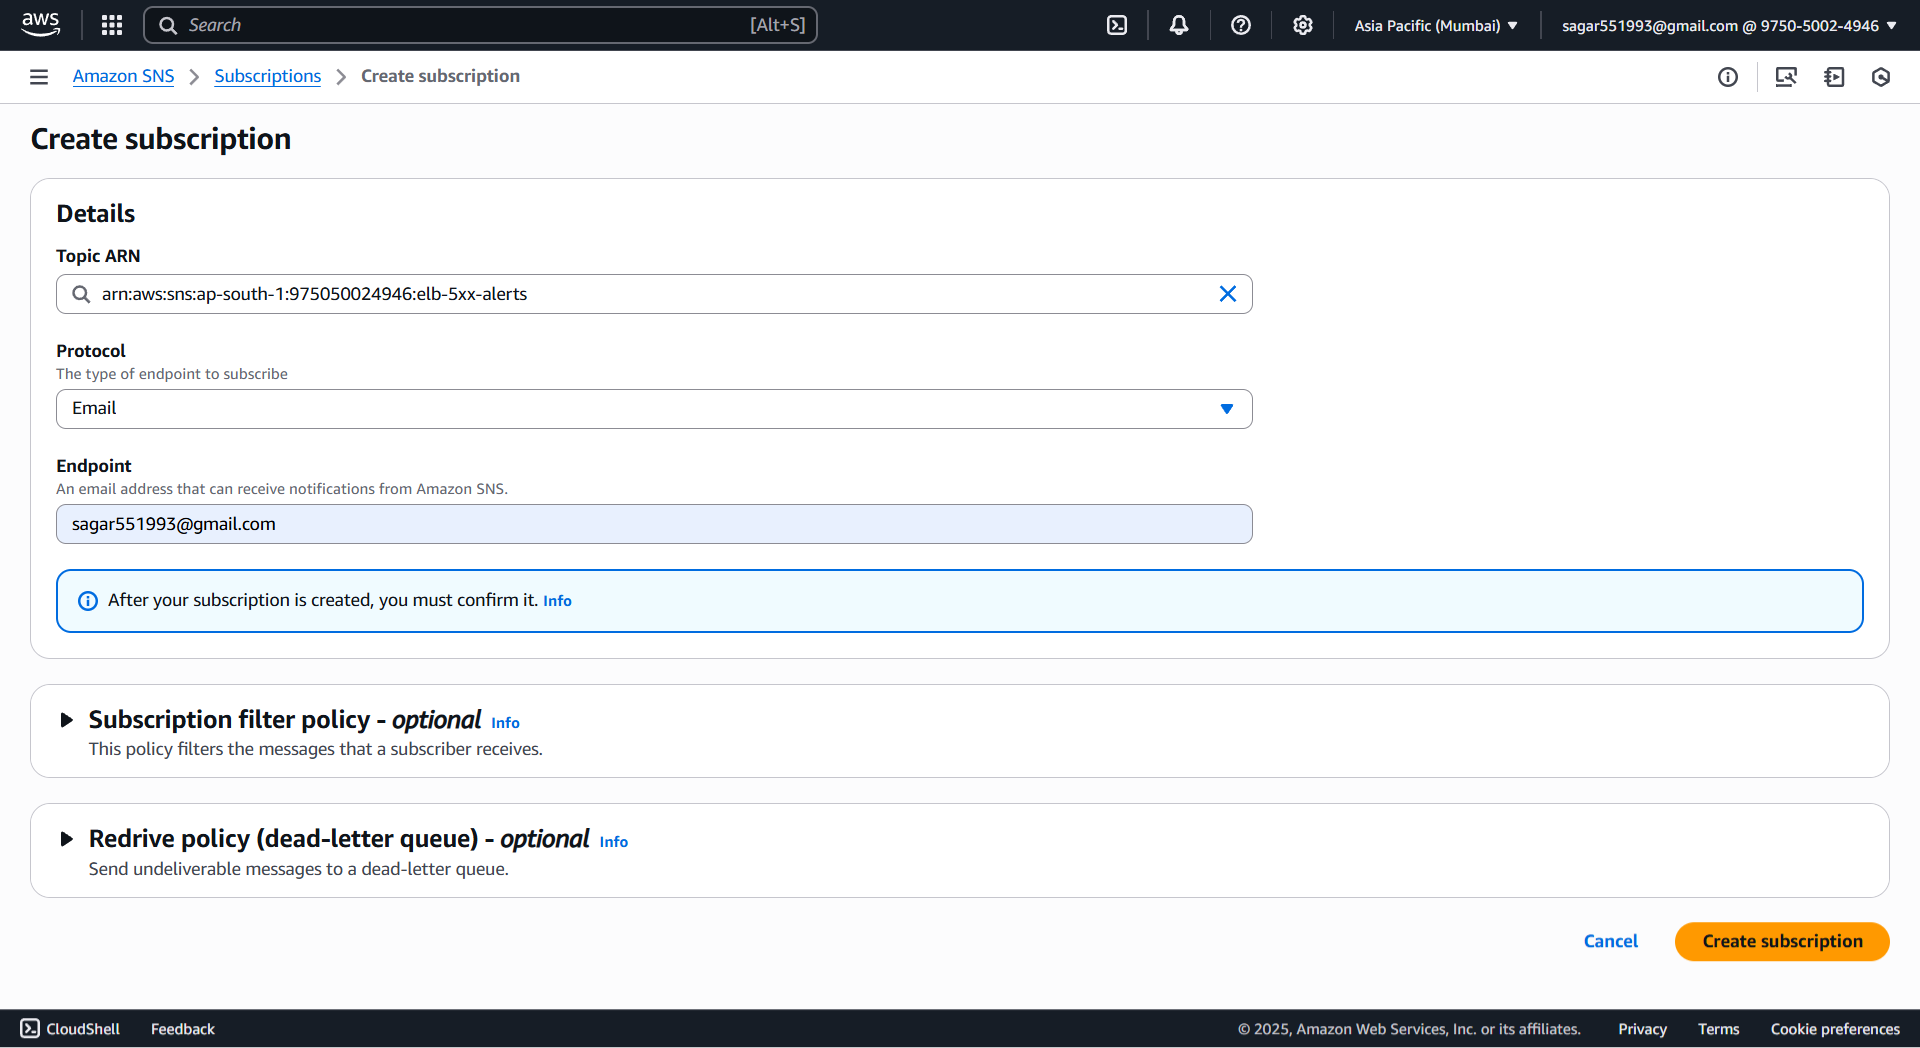 aws
Search [Alt+S]
Asia Pacific (Mumbai)
sagar551993@gmail.com @ 9750-5002-4946
Amazon SNS
Subscriptions
Create subscription
Create subscription
Details
Topic ARN
arn:aws:sns:ap-south-1:975050024946:elb-5xx-alerts
Protocol
The type of endpoint to subscribe
Email
Endpoint
An email address that can receive notifications from Amazon SNS.
sagar551993@gmail.com
After your subscription is created, you must confirm it. Info
Subscription filter policy - optional Info
This policy filters the messages that a subscriber receives.
Redrive policy (dead-letter queue) - optional Info
Send undeliverable messages to a dead-letter queue.
Cancel
Create subscription
CloudShell
Feedback
© 2025, Amazon Web Services, Inc. or its affiliates.
Privacy
Terms
Cookie preferences